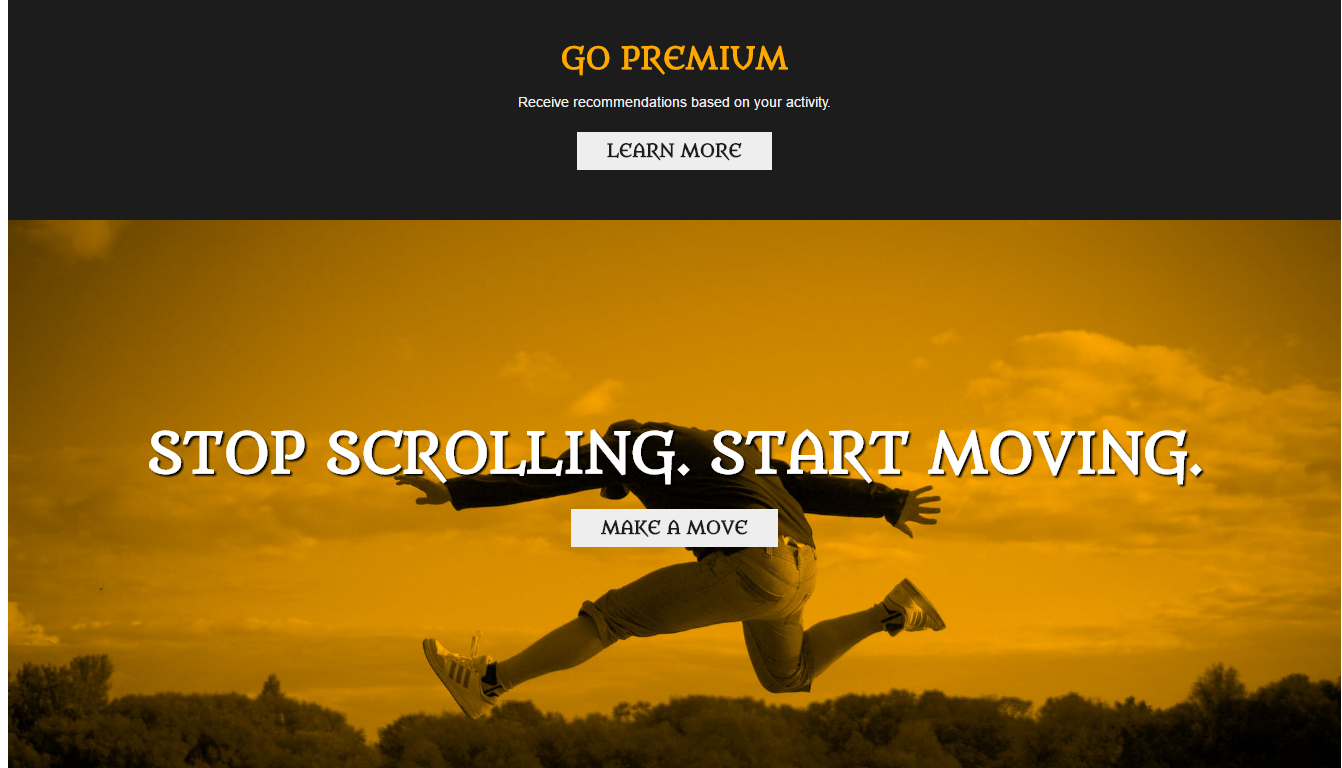 GO PREMIUM
Receive recommendations based on your activity.
LEARN MORE
STOP SCROLLING. START MOVING.
MAKE A MOVE